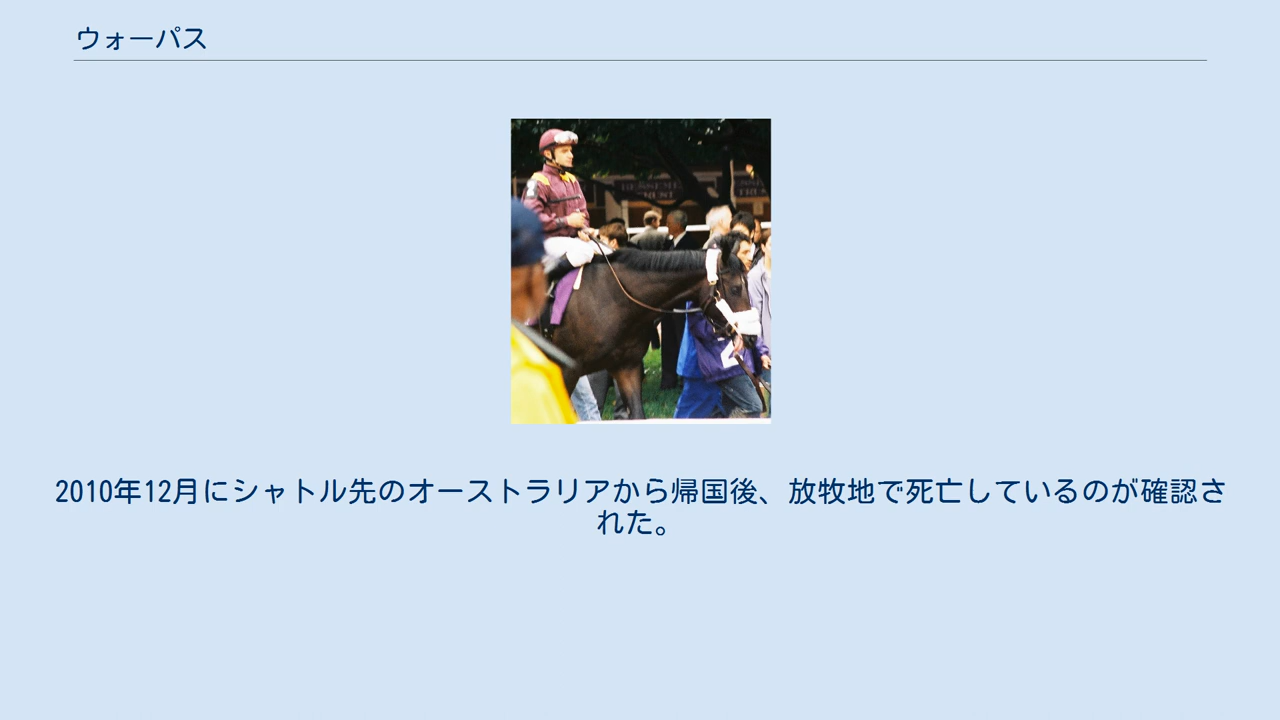 ウォーパス
2010年12月にシャトル先のオーストラリアから帰国後、放牧地で死亡しているのが確認さ
れた。